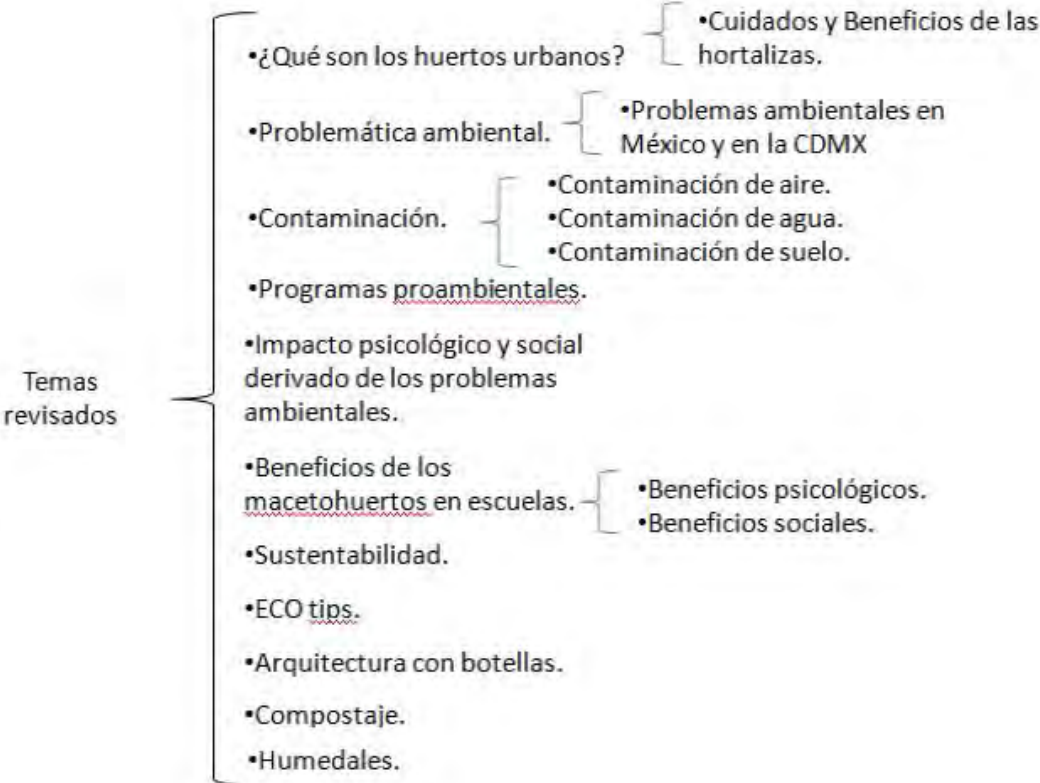 •Cuidados y Beneficios de las
hortalizas.
•¿Qué son los huertos urbanos?
•Problemas ambientales en
México y en la CDMX
•Problemática ambiental.
•Contaminación de aire.
•Contaminación de agua.
•Contaminación de suelo.
•Contaminación.
•Programas proambientales.
•Impacto psicológico y social
derivado de los problemas
ambientales.
Temas
revisados
•Beneficios de los
macetohuertos en escuelas.
•Beneficios psicológicos.
•Beneficios sociales.
•Sustentabilidad.
•ECO tips.
•Arquitectura con botellas.
•Compostaje.
•Humedales.